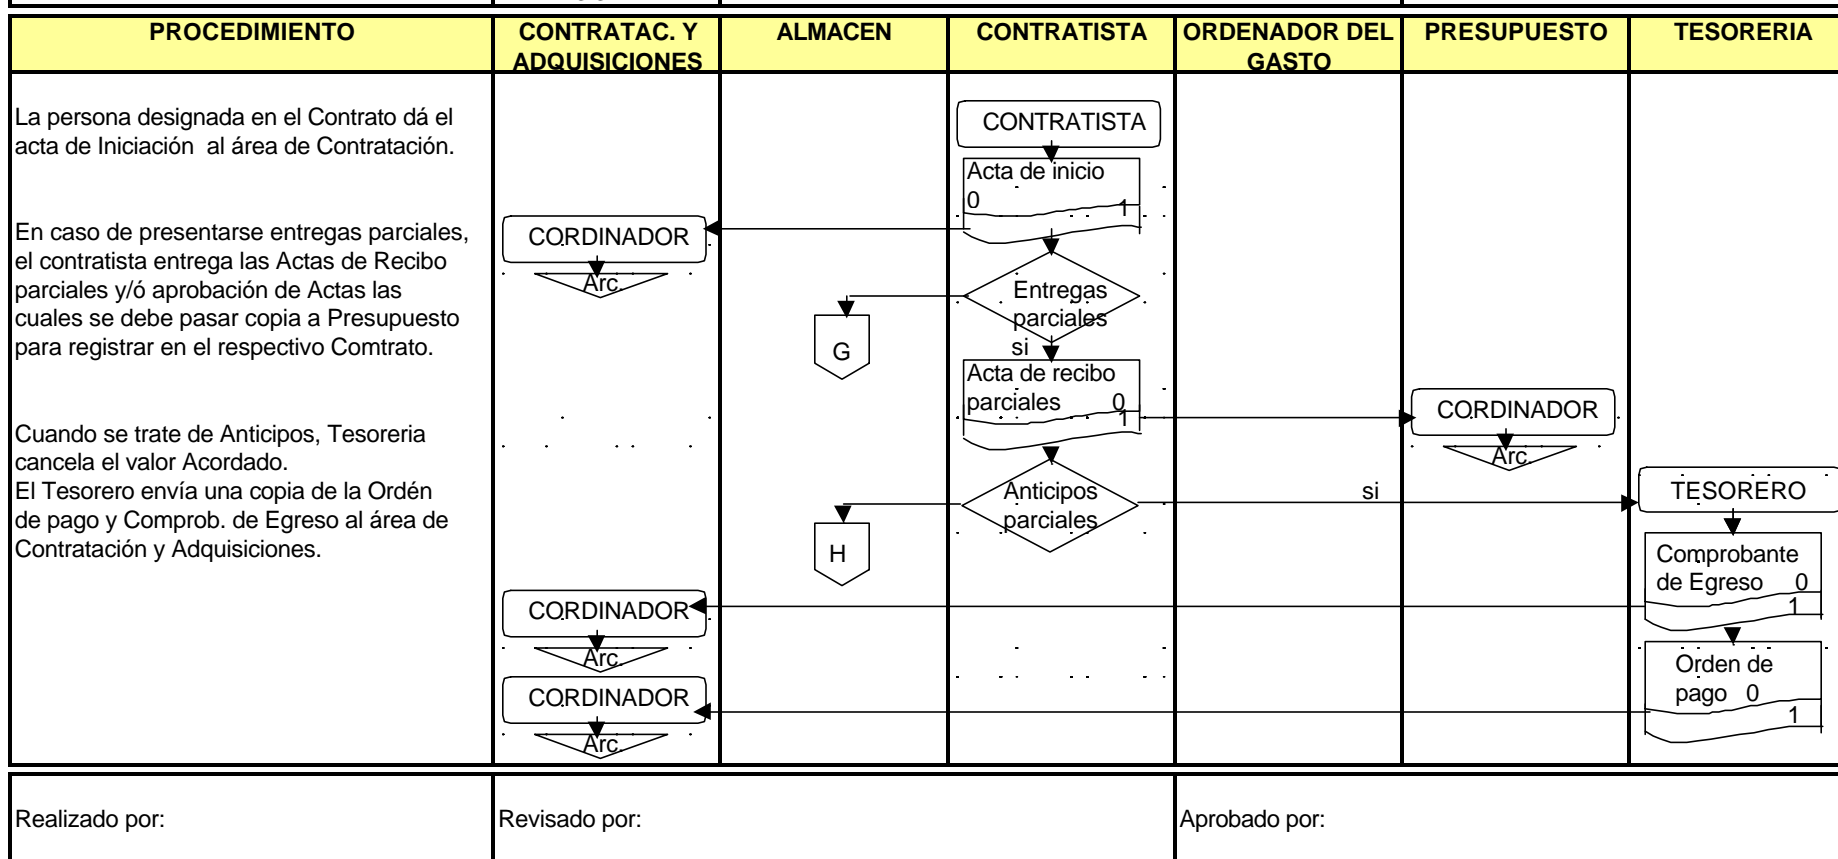 PROCEDIMIENTO
CONTRATAC. Y
ADQUISICIONES
ALMACEN
CONTRATISTA
ORDENADOR DEL
GASTO
PRESUPUESTO
TESORERIA
La persona designada en el Contrato dá el
acta de Iniciación al área de Contratación.
En caso de presentarse entregas parciales,
el contratista entrega las Actas de Recibo
parciales y/ó aprobación de Actas las
cuales se debe pasar copia a Presupuesto
para registrar en el respectivo Comtrato.
Cuando se trate de Anticipos, Tesoreria
cancela el valor Acordado.
El Tesorero envía una copia de la Ordén
de pago y Comprob. de Egreso al área de
Contratación y Adquisiciones.
CONTRATISTA
Acta de inicio
0
1
CORDINADOR
Arc.
Entregas
parciales
G
si
Acta de recibo
parciales 0
1
CORDINADOR
Arc.
Anticipos
parciales
si
H
TESORERO
Comprobante
de Egreso 0
1
CORDINADOR
Arc.
Orden de
pago 0
1
CORDINADOR
Arc.
Realizado por:
Revisado por:
Aprobado por: